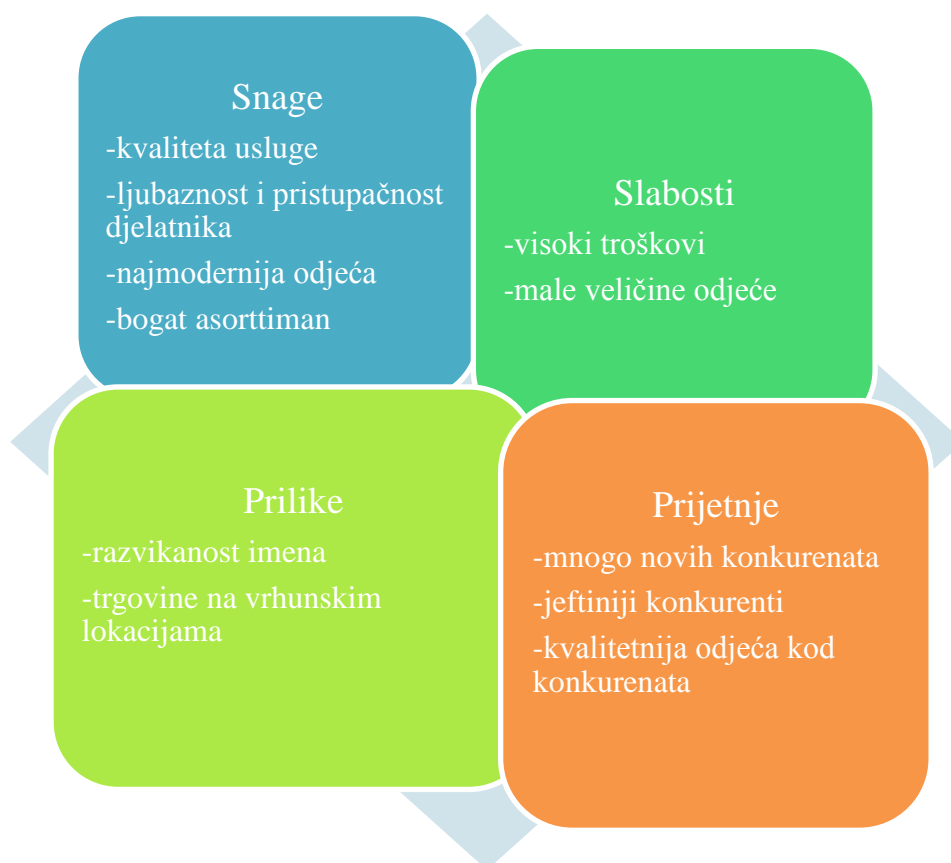 Snage
-kvaliteta usluge
-ljubaznost i pristupačnost
djelatnika
-najmodernija odjeća
-bogat asorttiman
Slabosti
-visoki troškovi
-male veličine odjeće
Prilike
-razvikanost imena
-trgovine na vrhunskim
lokacijama
Prijetnje
-mnogo novih konkurenata
-jeftiniji konkurenti
-kvalitetnija odjeća kod
konkurenata